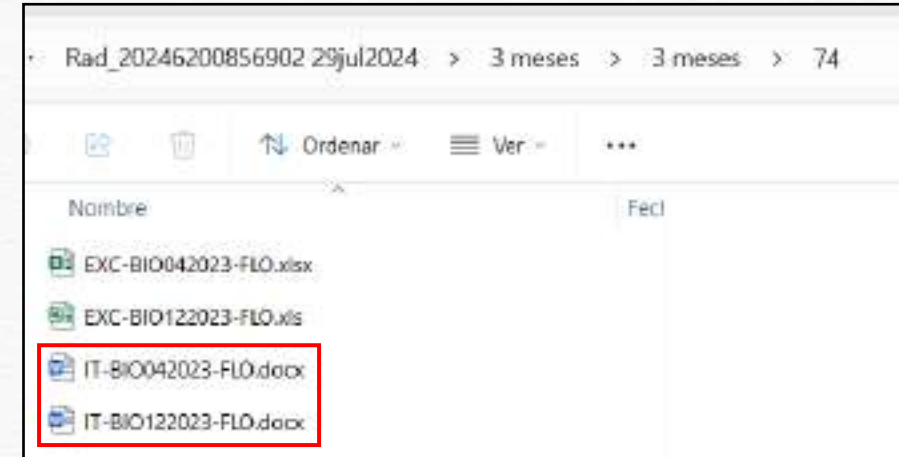 Rad_20246200856902 29jul2024 > 3 meses > 3 meses > 74
Ordenar Ver ...
Nombre Fecl
EXC-BIO042023-FLO.xlsx
EXC-BIO122023-FLO.xls
IT-BIO042023-FLO.docx
IT-BIO122023-FLO.docx